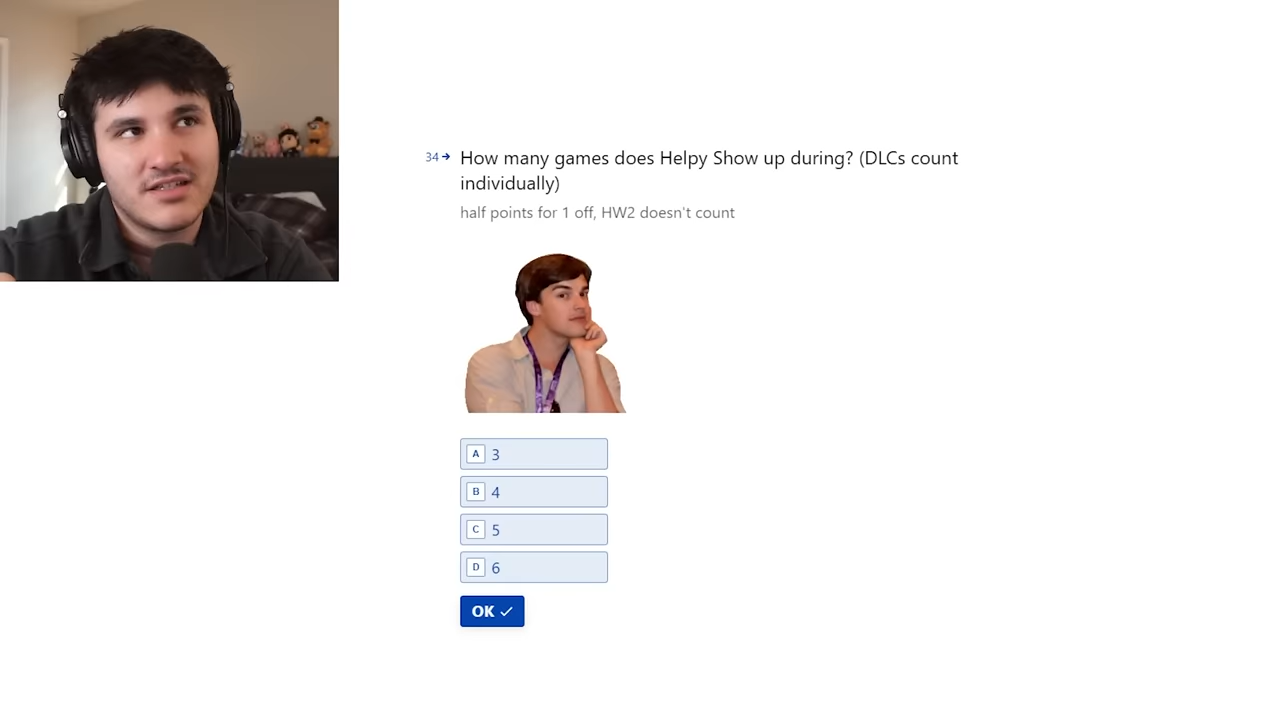 34 How many games does Helpy Show up during? (DLCs count
individually)
half points for 1 off, HW2 doesn't count
A 3
B 4
C 5
D 6
OK